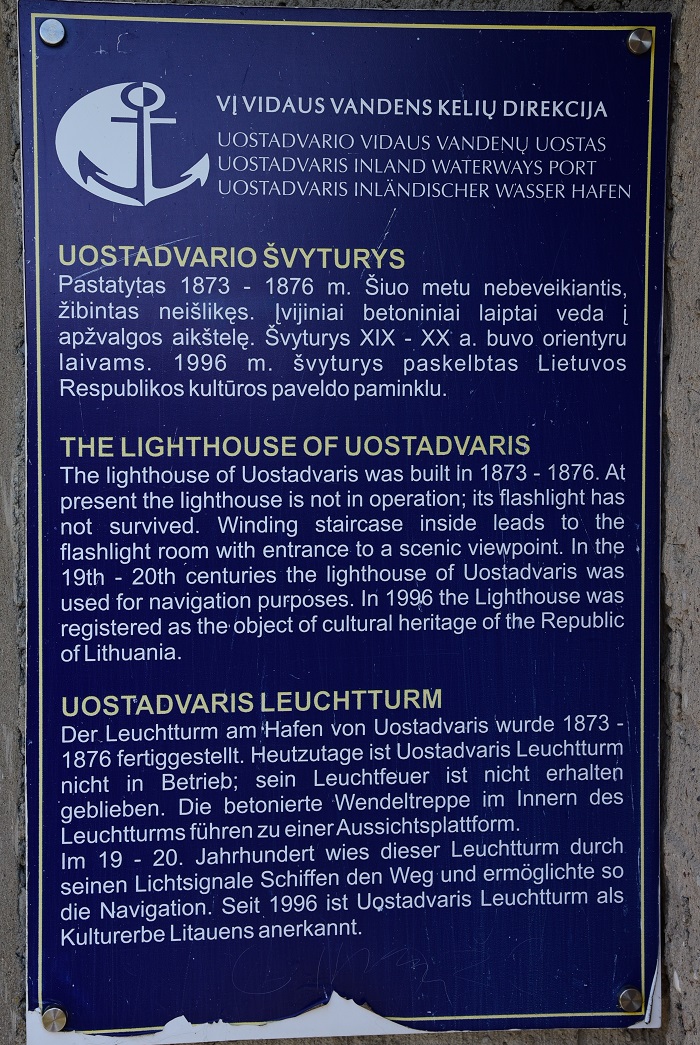 VĮ VIDAUS VANDENS KELIŲ DIREKCIJA
UOSTADVARIO VIDAUS VANDENŲ UOSTAS
UOSTADVARIS INLAND WATERWAYS PORT
UOSTADVARIS INLÄNDISCHER WASSER HAFEN
UOSTADVARIO ŠVYTURYS
Pastatytas 1873 - 1876 m. Šiuo metu nebeveikiantis,
žibintas neišlikęs. Įvijiniai betoniniai laiptai veda į
apžvalgos aikštelę. Švyturys XIX - XX a. buvo orientyru
laivams. 1996 m. švyturys paskelbtas Lietuvos
Respublikos kultūros paveldo paminklu.
THE LIGHTHOUSE OF UOSTADVARIS
The lighthouse of Uostadvaris was built in 1873 - 1876. At
present the lighthouse is not in operation; its flashlight has
not survived. Winding staircase inside leads to the
flashlight room with entrance to a scenic viewpoint. In the
19th - 20th centuries the lighthouse of Uostadvaris was
used for navigation purposes. In 1996 the Lighthouse was
registered as the object of cultural heritage of the Republic
of Lithuania.
UOSTADVARIS LEUCHTTURM
Der Leuchtturm am Hafen von Uostadvaris wurde 1873 -
1876 fertiggestellt. Heutzutage ist Uostadvaris Leuchtturm
nicht in Betrieb; sein Leuchtfeuer ist nicht erhalten
geblieben. Die betonierte Wendeltreppe im Innern des
Leuchtturms führen zu einer Aussichtsplattform.
Im 19 - 20. Jahrhundert wies dieser Leuchtturm durch
seinen Lichtsignale Schiffen den Weg und ermöglichte so
die Navigation. Seit 1996 ist Uostadvaris Leuchtturm als
Kulturerbe Litauens anerkannt.